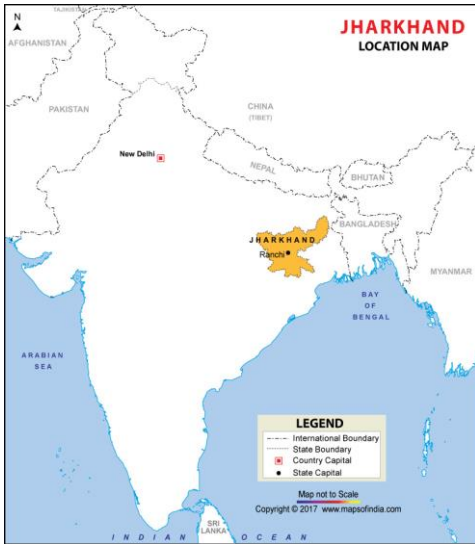 N
TAJIKISTAN
AFGHANISTAN
JHARKHAND
LOCATION MAP
PAKISTAN
CHINA
(TIBET)
New Delhi
NEPAL
BHUTAN
BANGLADESH
JHARKHAND
Ranchi
MYANMAR
BAY
OF
BENGAL
ARABIAN
SEA
LEGEND
International Boundary
State Boundary
Country Capital
State Capital
Map not to Scale
Copyright © 2017 www.mapsofindia.com
SRI
LANKA
INDIAN OCEAN